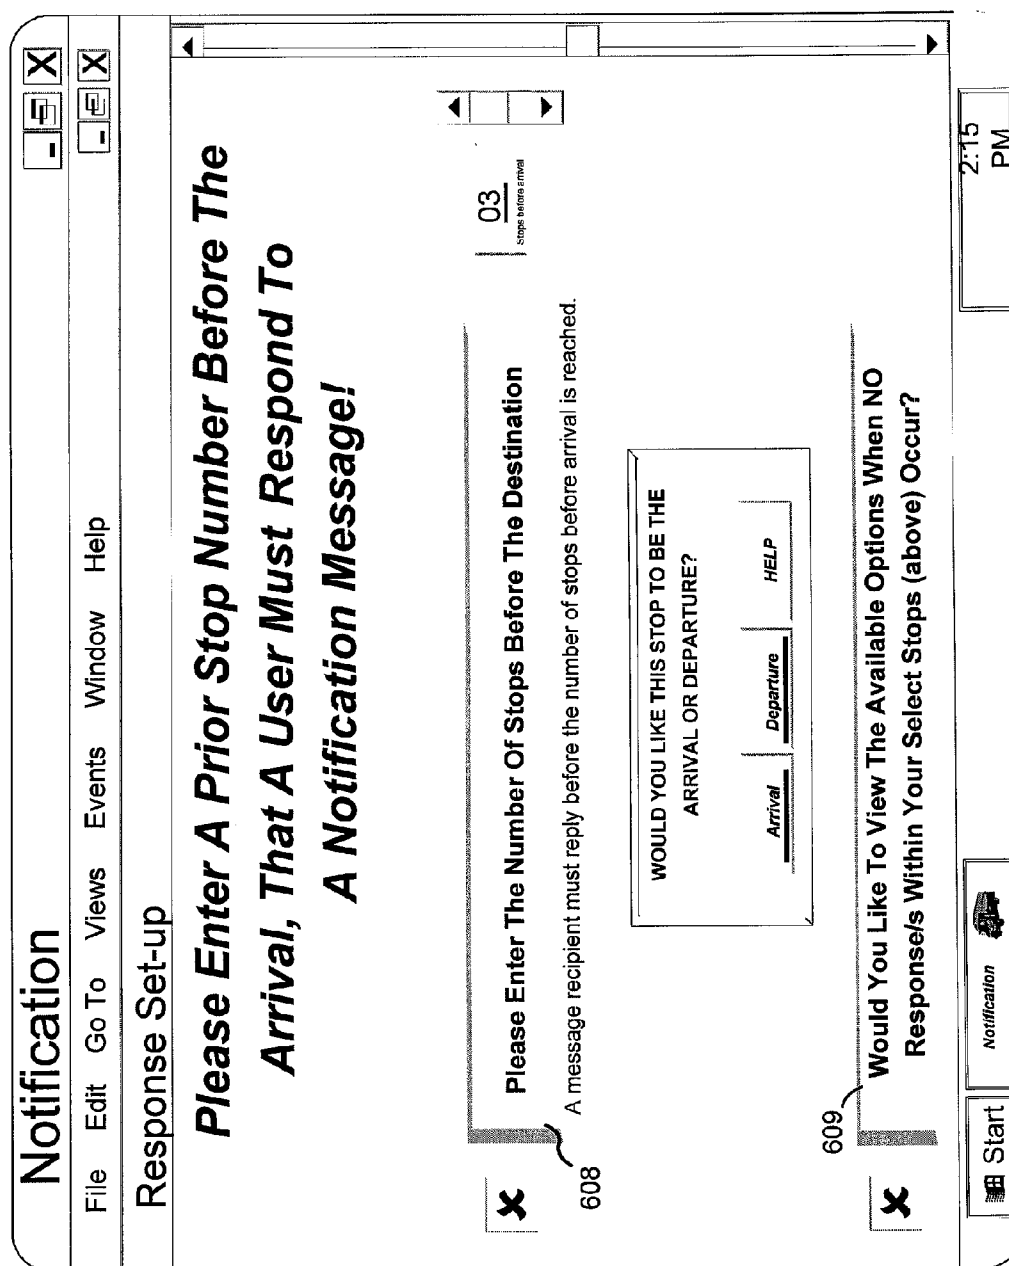 Notification
File Edit Go To Views Events Window Help
Response Set-up
Please Enter A Prior Stop Number Before The
Arrival, That A User Must Respond To
A Notification Message!
Please Enter The Number Of Stops Before The Destination
03
Stops before arrival
A message recipient must reply before the number of stops before arrival is reached.
608
WOULD YOU LIKE THIS STOP TO BE THE
ARRIVAL OR DEPARTURE?
Arrival Departure HELP
609
Would You Like To View The Available Options When NO
Response/s Within Your Select Stops (above) Occur?
Start
Notification
2:15
PM